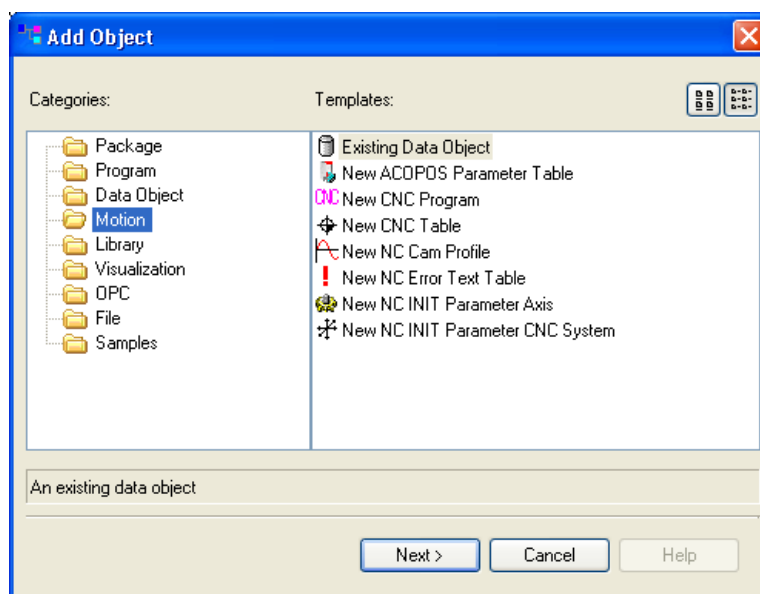 Add Object
Categories:
Templates:
Package
Program
Data Object
Motion
Library
Visualization
OPC
File
Samples
Existing Data Object
New ACOPOS Parameter Table
CNC New CNC Program
New CNC Table
New NC Cam Profile
New NC Error Text Table
New NC INIT Parameter Axis
New NC INIT Parameter CNC System
An existing data object
Next >
Cancel
Help